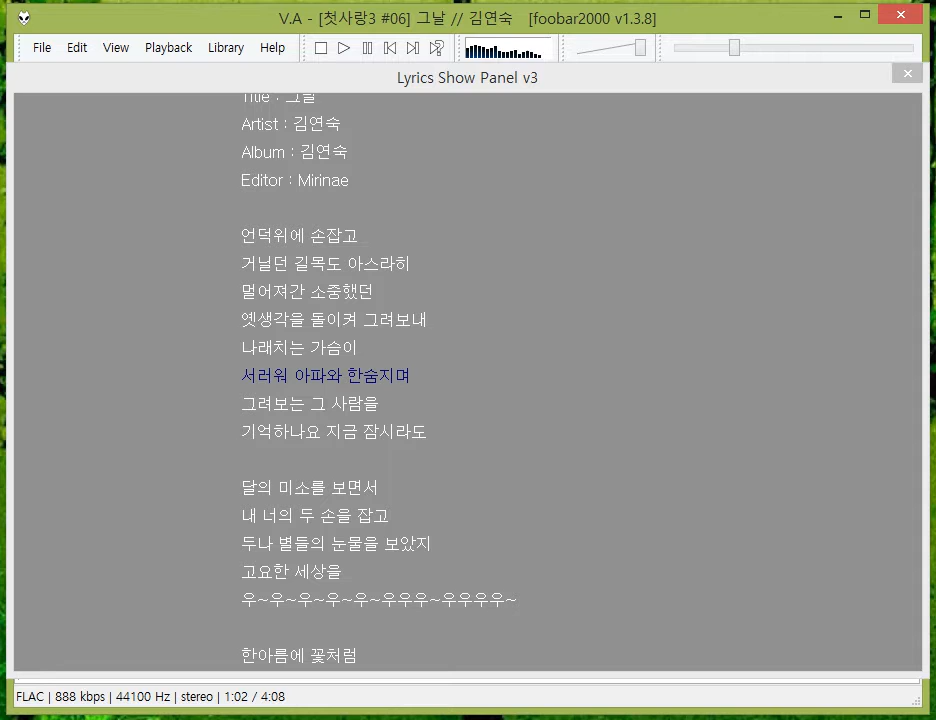 V.A - [첫사랑3 #06] 그날 // 김연숙 [foobar2000 v1.3.8]
File Edit View Playback Library Help
Lyrics Show Panel v3
Title : 그날
Artist : 김연숙
Album : 김연숙
Editor : Mirinae
언덕위에 손잡고
거닐던 길목도 아스라히
멀어져간 소중했던
옛생각을 돌이켜 그려보내
나래치는 가슴이
서러워 아파와 한숨지며
그려보는 그 사람을
기억하나요 지금 잠시라도
달의 미소를 보면서
내 너의 두 손을 잡고
두나 별들의 눈물을 보았지
고요한 세상을
우~우~우~우~우~우우우~우우우우~
한아름에 꽃처럼
FLAC | 888 kbps | 44100 Hz | stereo | 1:02 / 4:08